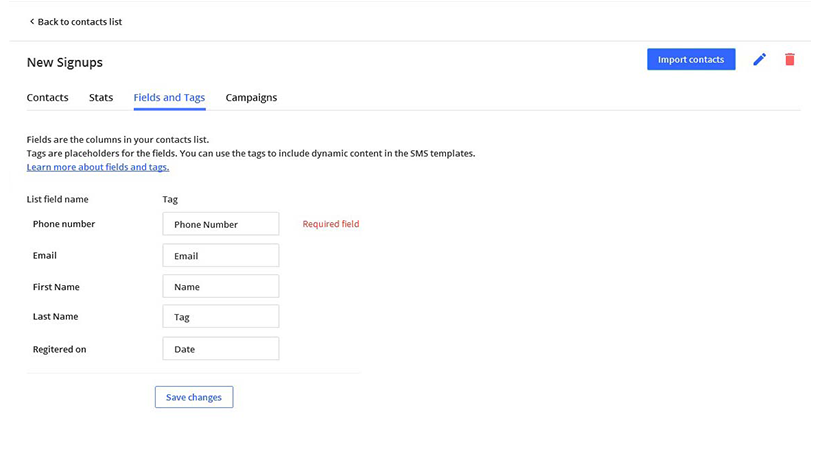 Back to contacts list
New Signups
Import contacts
Contacts Stats Fields and Tags Campaigns
Fields are the columns in your contacts list.
Tags are placeholders for the fields. You can use the tags to include dynamic content in the SMS templates.
Learn more about fields and tags.
List field name Tag
Phone number Phone Number Required field
Email Email
First Name Name
Last Name Tag
Regitered on Date
Save changes